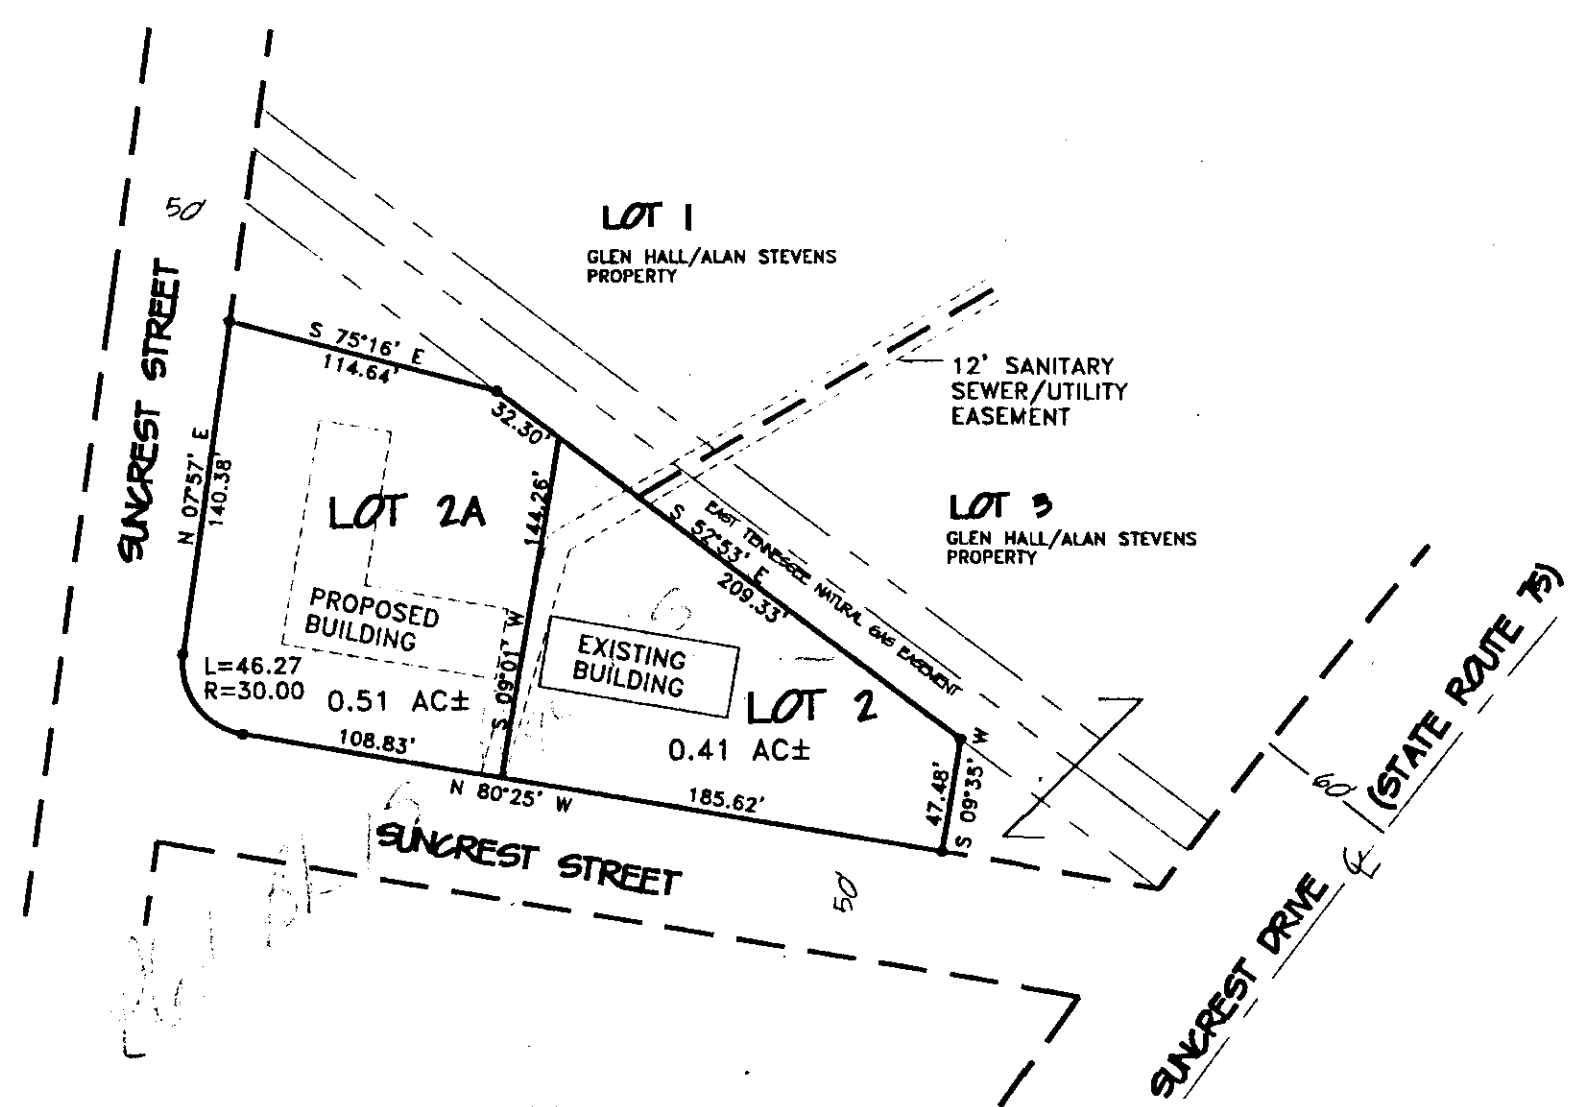 50'
LOT 1
GLEN HALL/ALAN STEVENS
PROPERTY
SUNCREST STREET
S 75°16' E
114.64'
12' SANITARY
SEWER/UTILITY
EASEMENT
32.30'
N 07°57' E
140.38'
LOT 2A
144.26'
S 09°01' W
LOT 3
GLEN HALL/ALAN STEVENS
PROPERTY
EAST TENNESSEE NATURAL GAS EASEMENT
S 52°53' E
209.33'
PROPOSED
BUILDING
EXISTING
BUILDING
L=46.27
R=30.00
0.51 AC±
LOT 2
0.41 AC±
108.83'
N 80°25' W
185.62'
47.48'
S 09°35' W
SUNCREST STREET
50'
60'
SUNCREST DRIVE (STATE ROUTE 75)